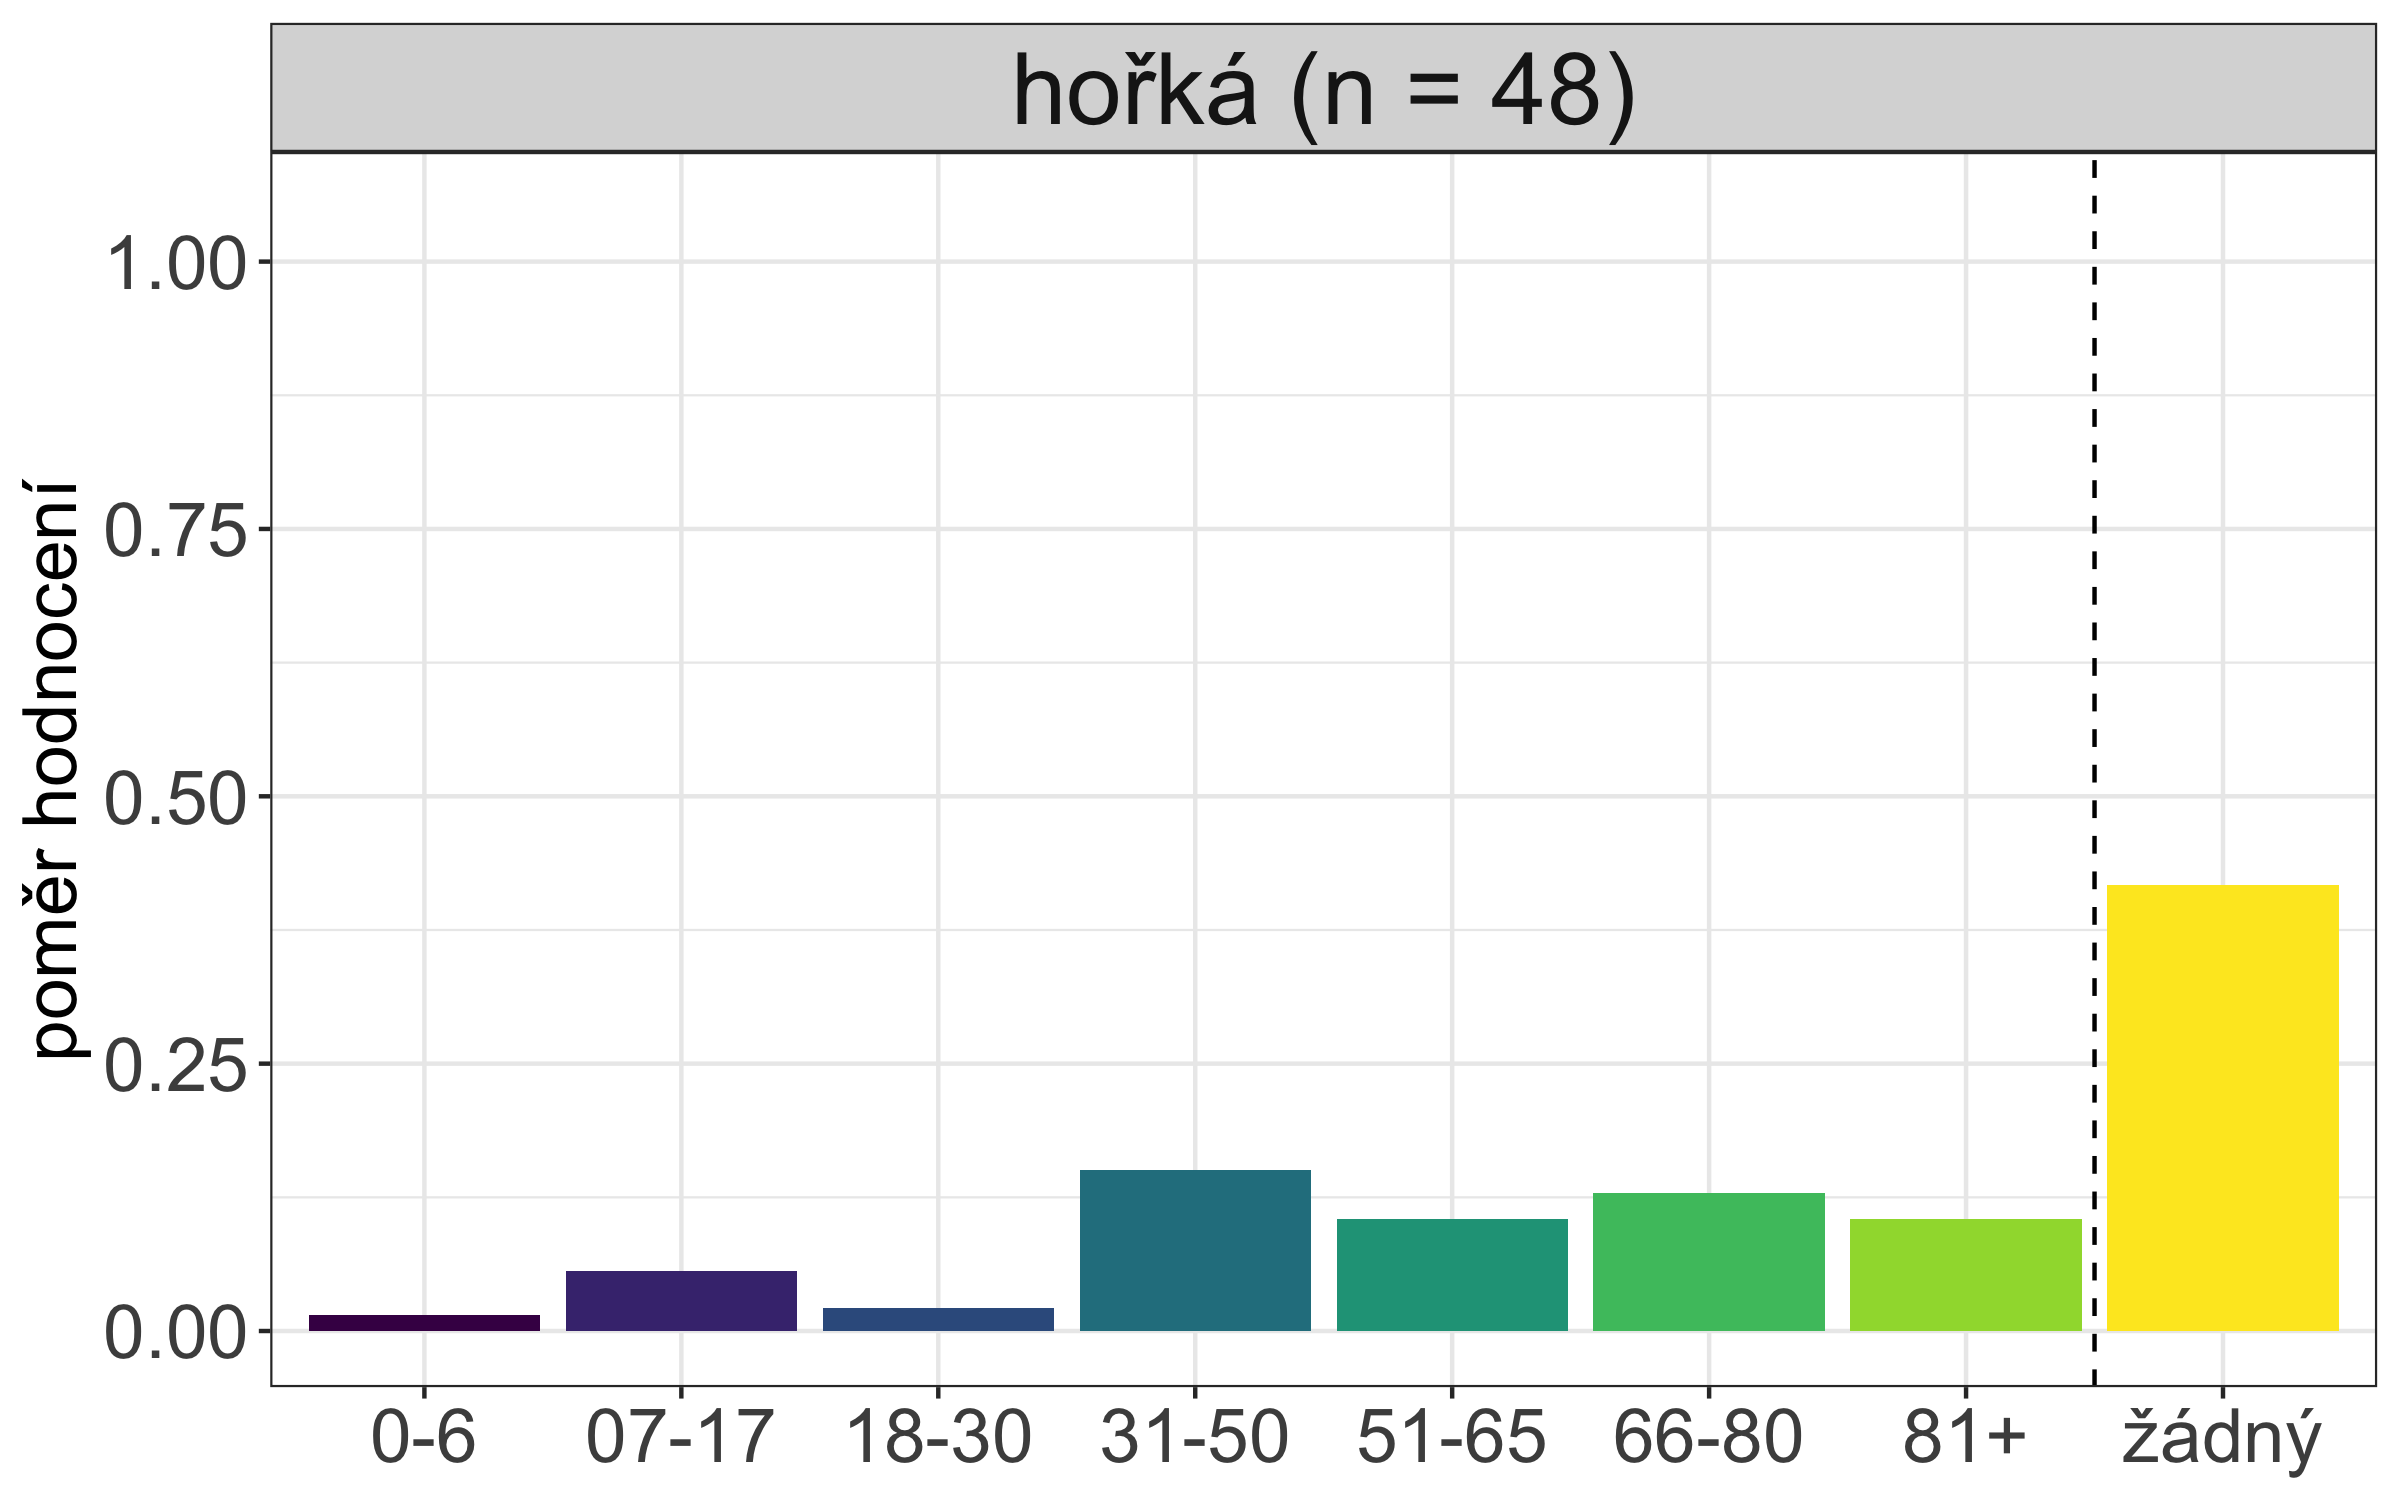 hořká (n = 48)
poměr hodnocení
1.00
0.75
0.50
0.25
0.00
0-6 07-17 18-30 31-50 51-65 66-80 81+ žádný